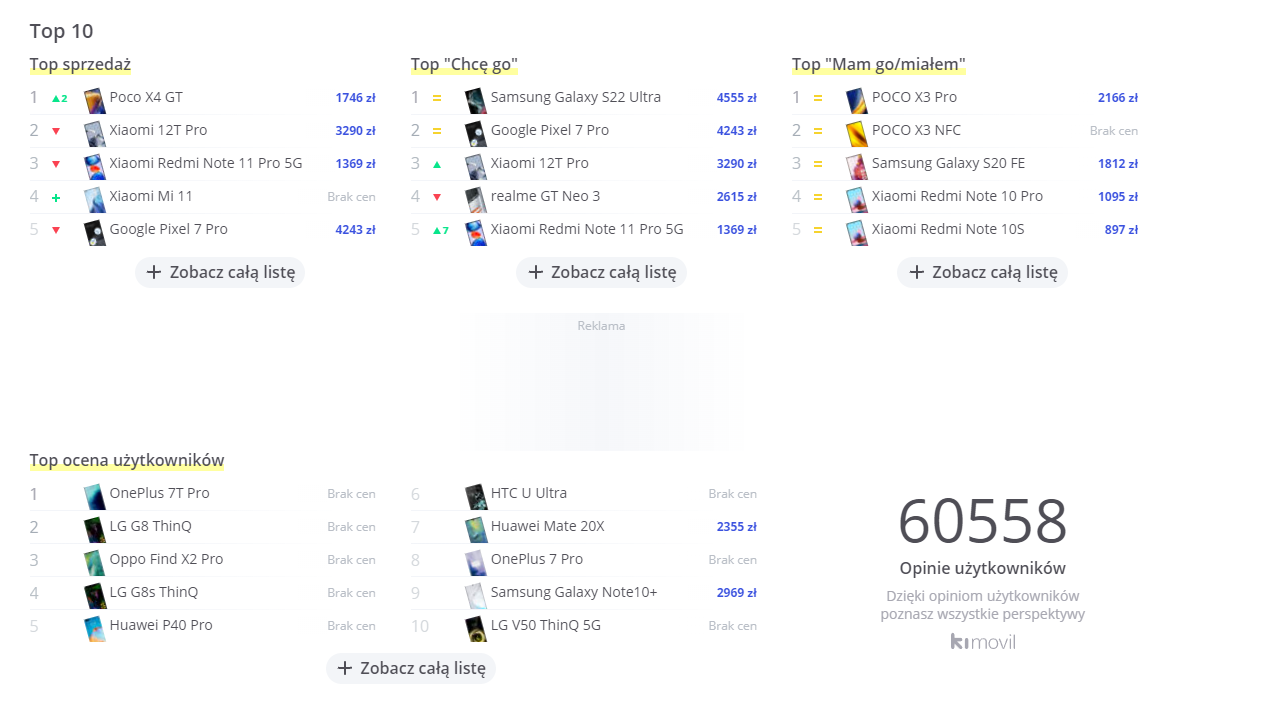 Top 10
Top sprzedaż
1 ▲2 Poco X4 GT 1746 zł
2 ▼ Xiaomi 12T Pro 3290 zł
3 ▼ Xiaomi Redmi Note 11 Pro 5G 1369 zł
4 + Xiaomi Mi 11 Brak cen
5 ▼ Google Pixel 7 Pro 4243 zł
+ Zobacz całą listę
Top "Chcę go"
1 = Samsung Galaxy S22 Ultra 4555 zł
2 = Google Pixel 7 Pro 4243 zł
3 ▲ Xiaomi 12T Pro 3290 zł
4 ▼ realme GT Neo 3 2615 zł
5 ▲7 Xiaomi Redmi Note 11 Pro 5G 1369 zł
+ Zobacz całą listę
Top "Mam go/miałem"
1 = POCO X3 Pro 2166 zł
2 = POCO X3 NFC Brak cen
3 = Samsung Galaxy S20 FE 1812 zł
4 = Xiaomi Redmi Note 10 Pro 1095 zł
5 = Xiaomi Redmi Note 10S 897 zł
+ Zobacz całą listę
Reklama
Top ocena użytkowników
1 OnePlus 7T Pro Brak cen
2 LG G8 ThinQ Brak cen
3 Oppo Find X2 Pro Brak cen
4 LG G8s ThinQ Brak cen
5 Huawei P40 Pro Brak cen
6 HTC U Ultra Brak cen
7 Huawei Mate 20X 2355 zł
8 OnePlus 7 Pro Brak cen
9 Samsung Galaxy Note10+ 2969 zł
10 LG V50 ThinQ 5G Brak cen
+ Zobacz całą listę
60558
Opinie użytkowników
Dzięki opiniom użytkowników
poznasz wszystkie perspektywy
kimovil